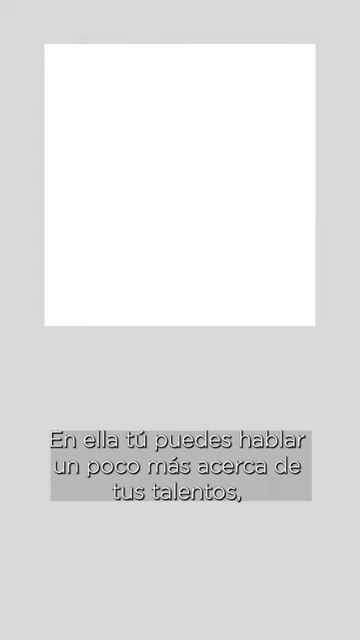 En ella tú puedes hablar
un poco más acerca de
tus talentos,